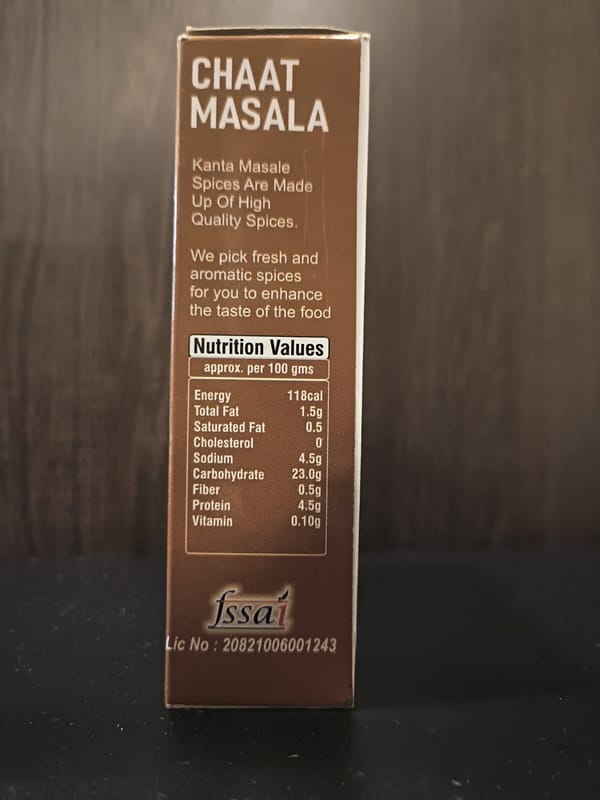 CHAAT
MASALA
Kanta Masale
Spices Are Made
Up Of High
Quality Spices.
We pick fresh and
aromatic spices
for you to enhance
the taste of the food
Nutrition Values
approx. per 100 gms
Energy 118cal
Total Fat 1.5g
Saturated Fat 0.5
Cholesterol 0
Sodium 4.5g
Carbohydrate 23.0g
Fiber 0.5g
Protein 4.5g
Vitamin 0.10g
fssai
Lic No : 20821006001243